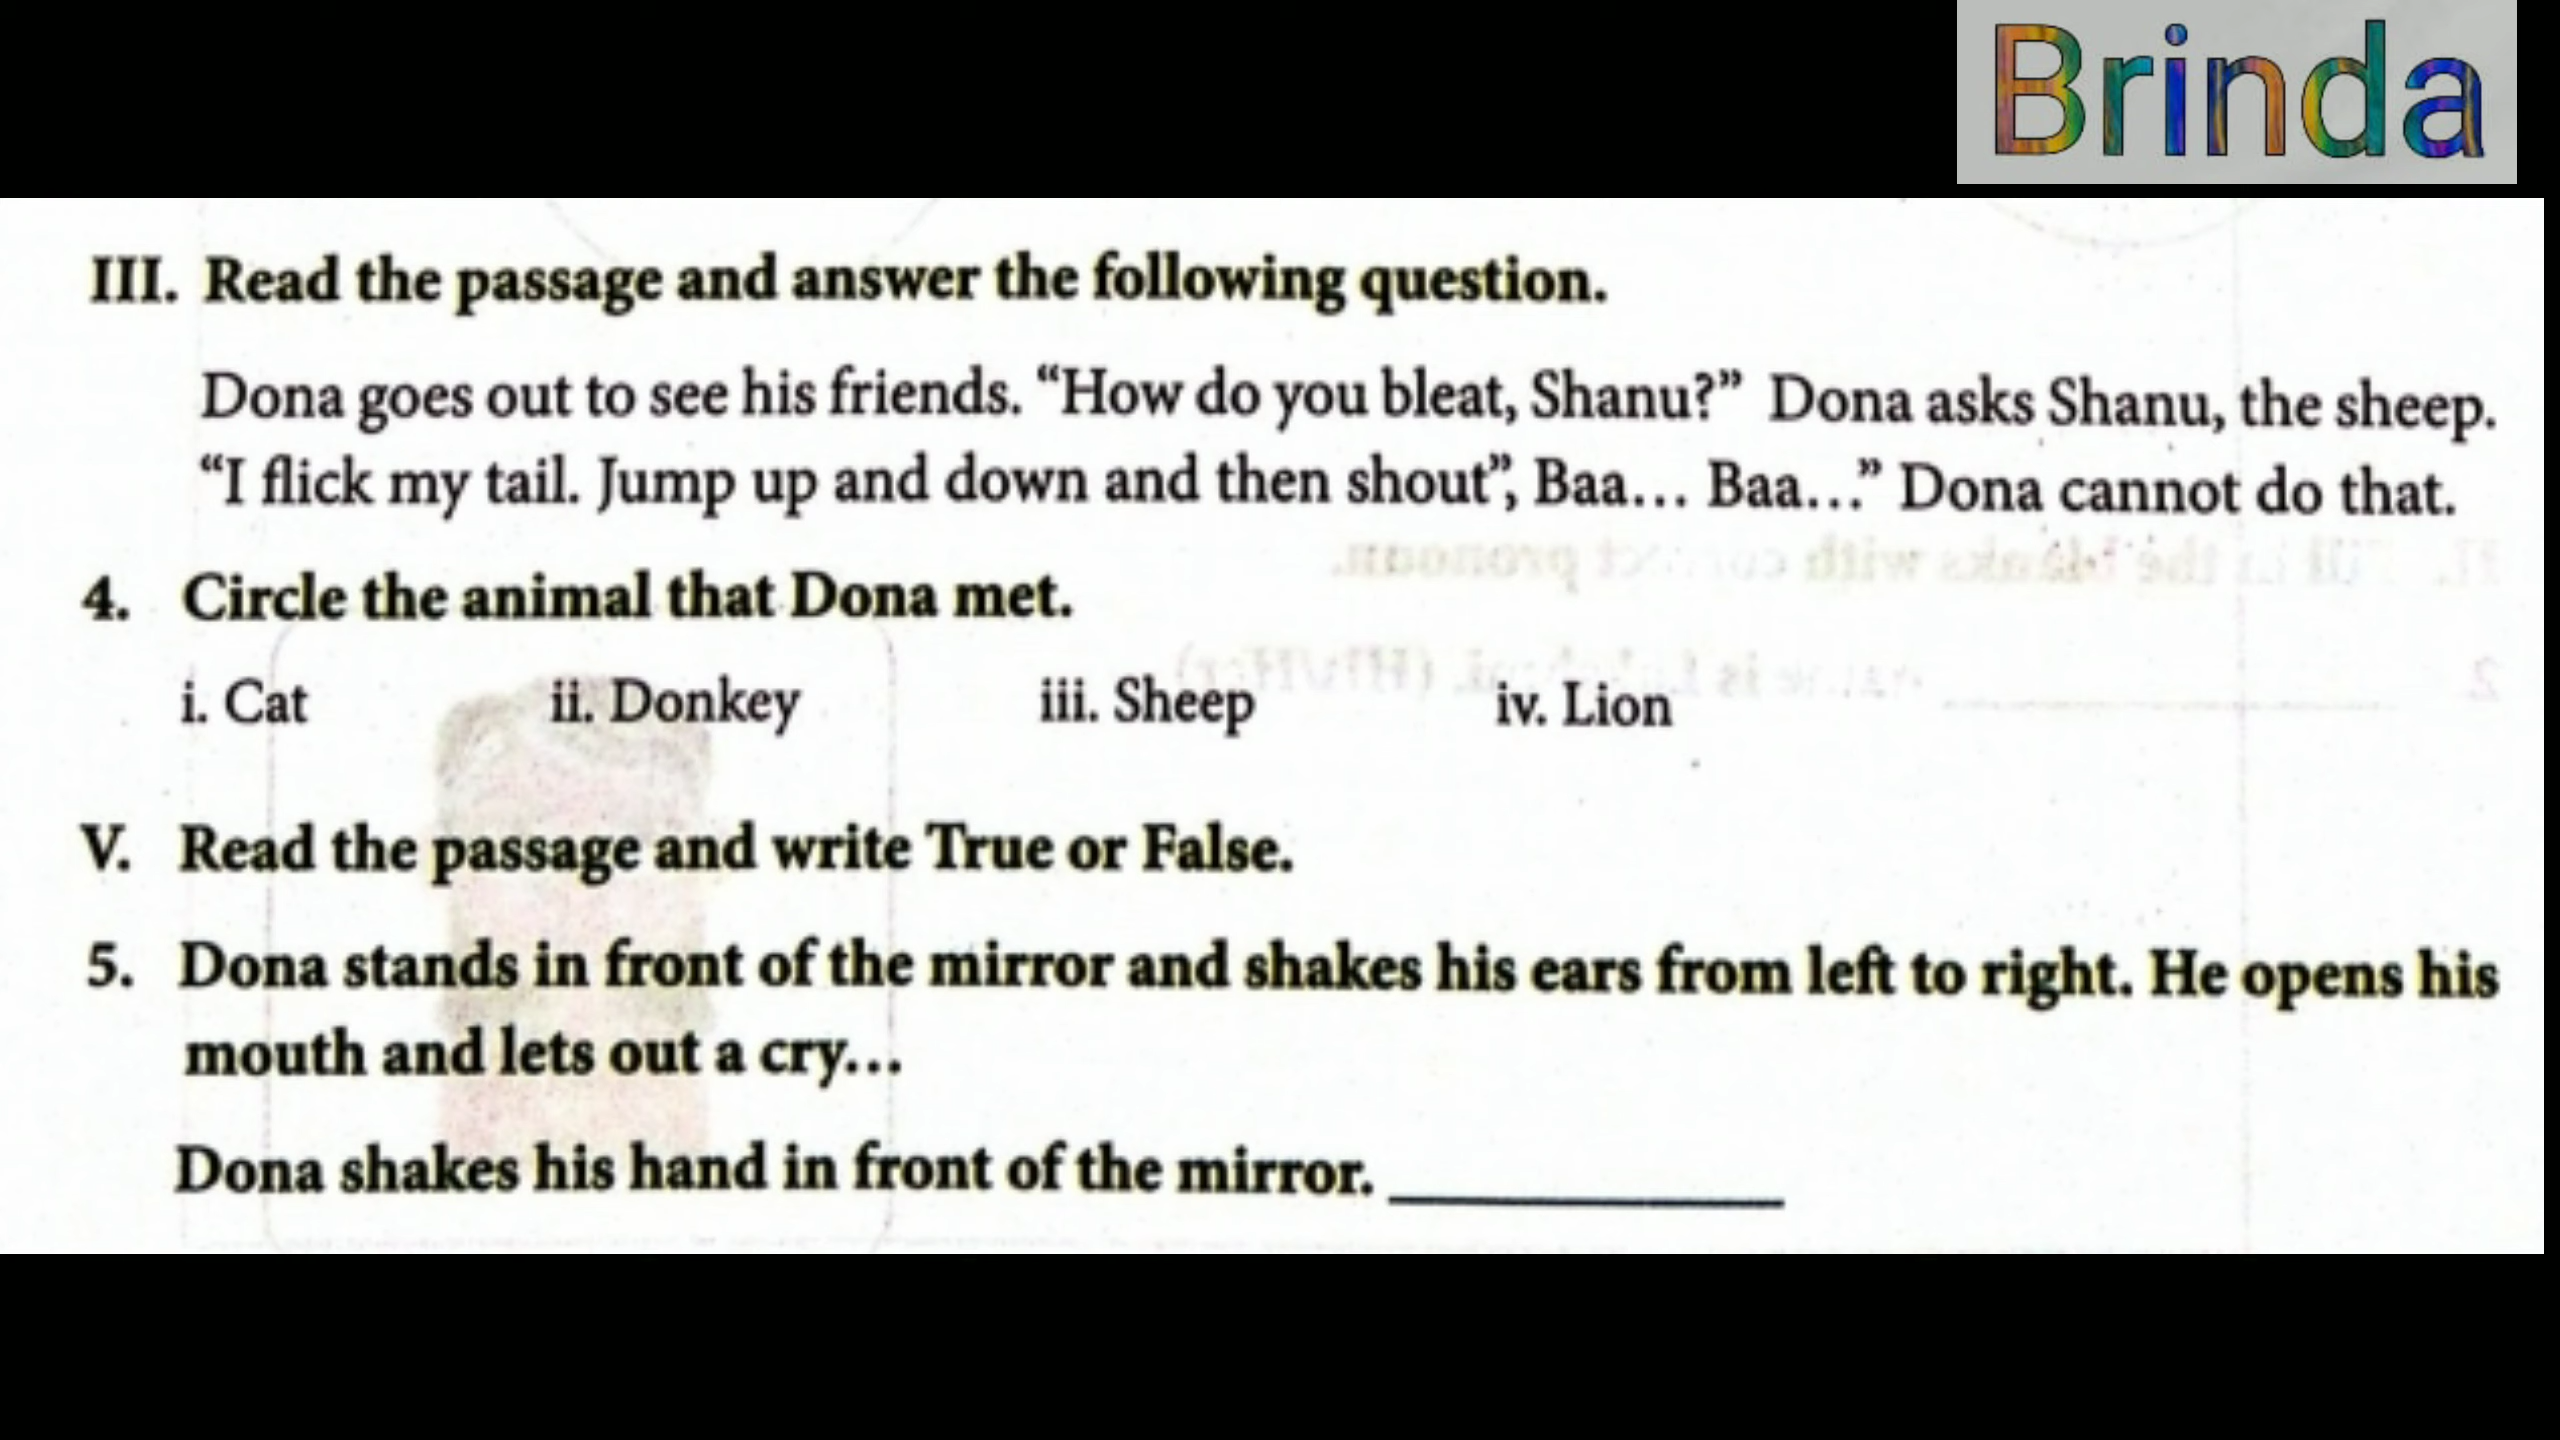 Brinda
III. Read the passage and answer the following question.
Dona goes out to see his friends. “How do you bleat, Shanu?” Dona asks Shanu, the sheep.
“I flick my tail. Jump up and down and then shout”, Baa... Baa...” Dona cannot do that.
4. Circle the animal that Dona met.
i. Cat ii. Donkey iii. Sheep iv. Lion
V. Read the passage and write True or False.
5. Dona stands in front of the mirror and shakes his ears from left to right. He opens his
mouth and lets out a cry...
Dona shakes his hand in front of the mirror. __________